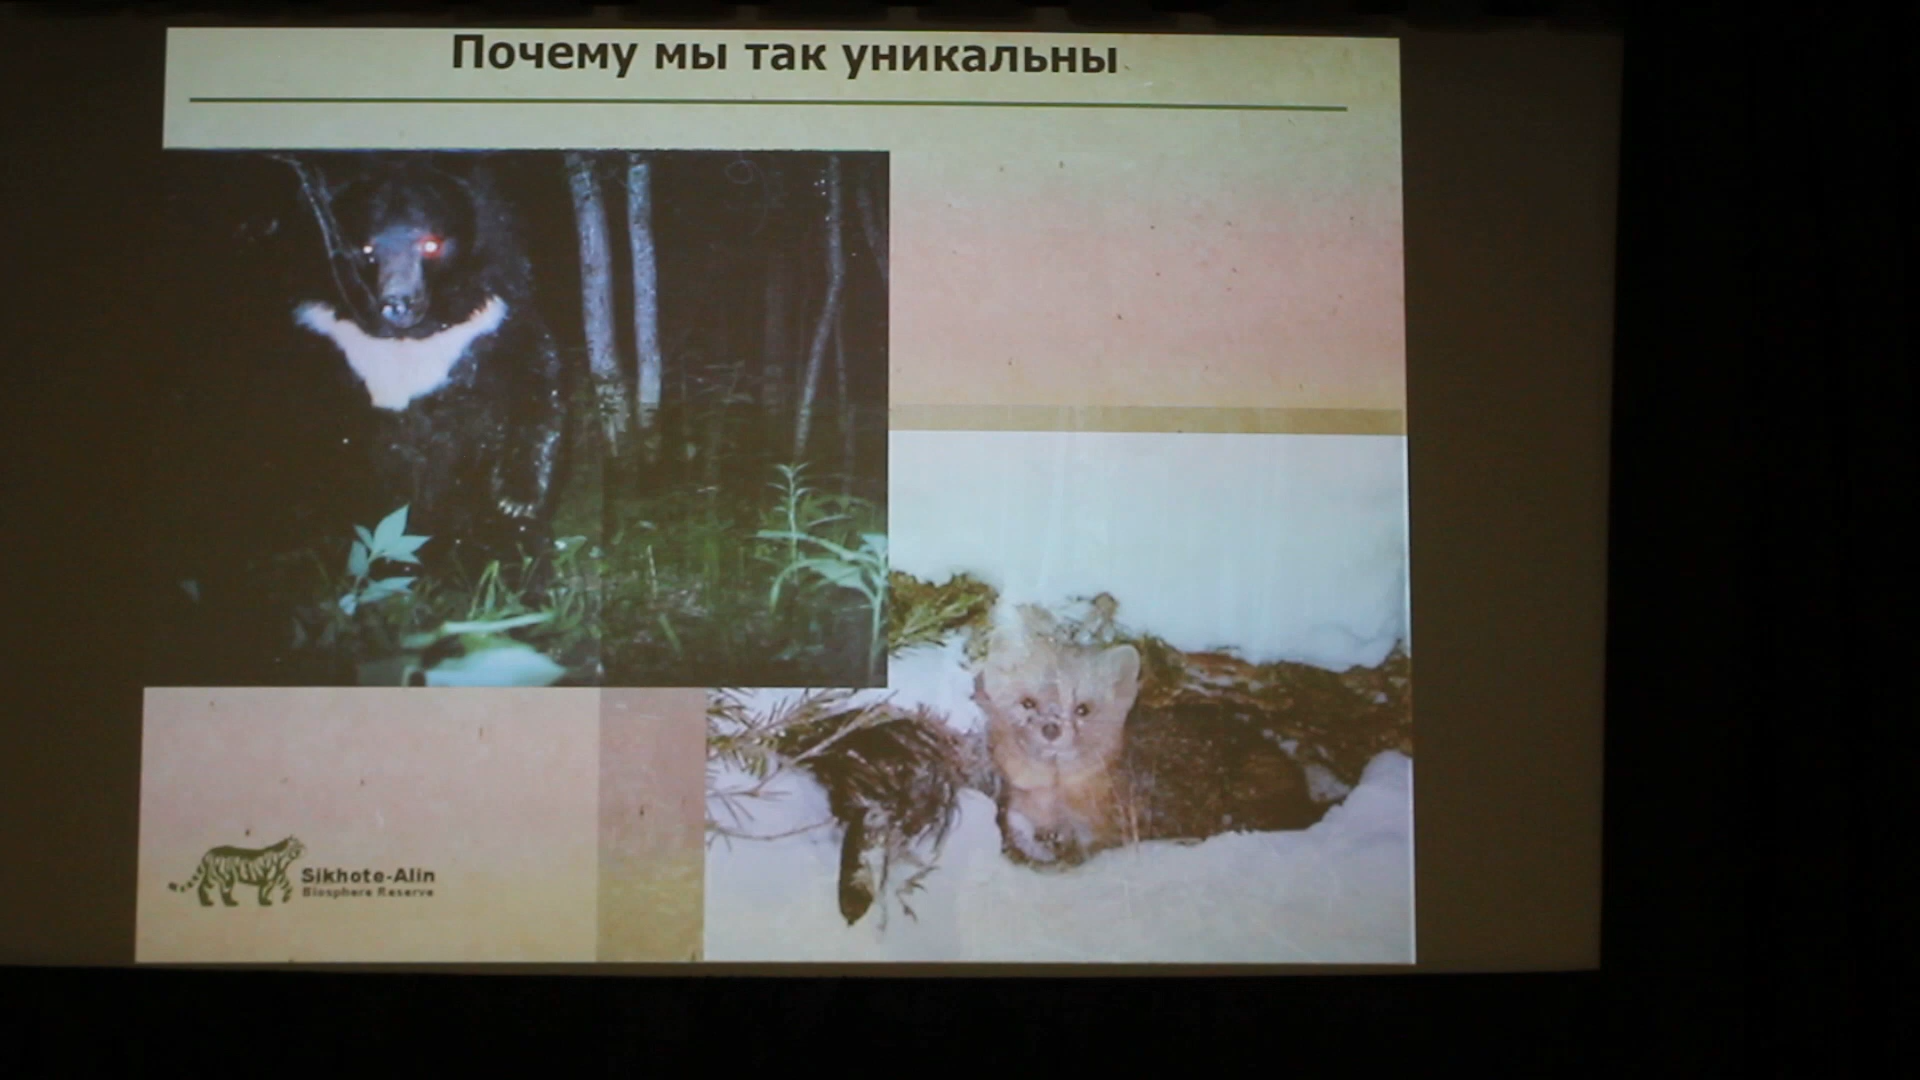 Почему мы так уникальны
Sikhote-Alin
Biosphere Reserve